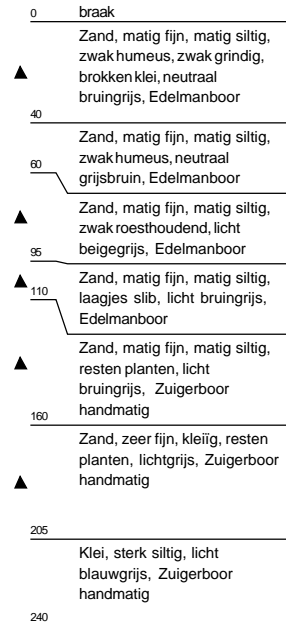 0 braak
Zand, matig fijn, matig siltig,
zwak humeus, zwak grindig,
brokken klei, neutraal
bruingrijs, Edelmanboor
40
Zand, matig fijn, matig siltig,
zwak humeus, neutraal
60
grijsbruin, Edelmanboor
Zand, matig fijn, matig siltig,
zwak roesthoudend, licht
beigegrijs, Edelmanboor
95
Zand, matig fijn, matig siltig,
110
laagjes slib, licht bruingrijs,
Edelmanboor
Zand, matig fijn, matig siltig,
resten planten, licht
bruingrijs, Zuigerboor
handmatig
160
Zand, zeer fijn, kleiïg, resten
planten, lichtgrijs, Zuigerboor
handmatig
205
Klei, sterk siltig, licht
blauwgrijs, Zuigerboor
handmatig
240